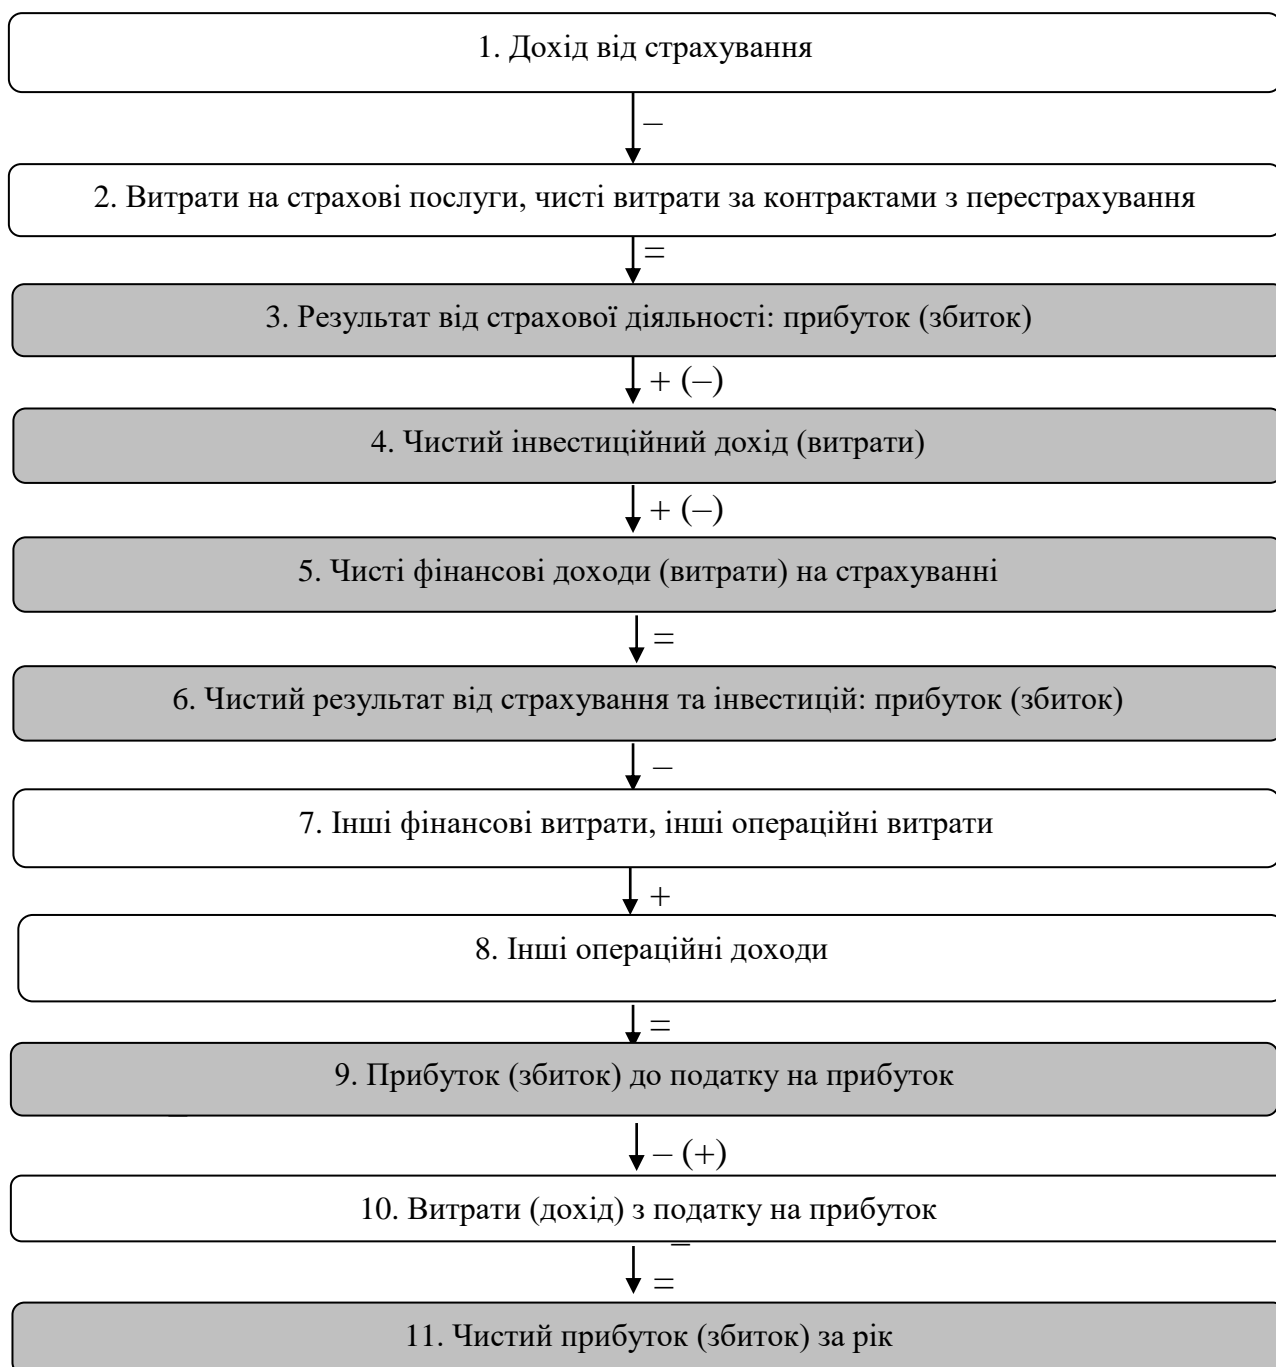 1. Дохід від страхування
–
2. Витрати на страхові послуги, чисті витрати за контрактами з перестрахування
=
3. Результат від страхової діяльності: прибуток (збиток)
+ (–)
4. Чистий інвестиційний дохід (витрати)
+ (–)
5. Чисті фінансові доходи (витрати) на страхуванні
=
6. Чистий результат від страхування та інвестицій: прибуток (збиток)
–
7. Інші фінансові витрати, інші операційні витрати
+
8. Інші операційні доходи
=
9. Прибуток (збиток) до податку на прибуток
– (+)
10. Витрати (дохід) з податку на прибуток
=
11. Чистий прибуток (збиток) за рік